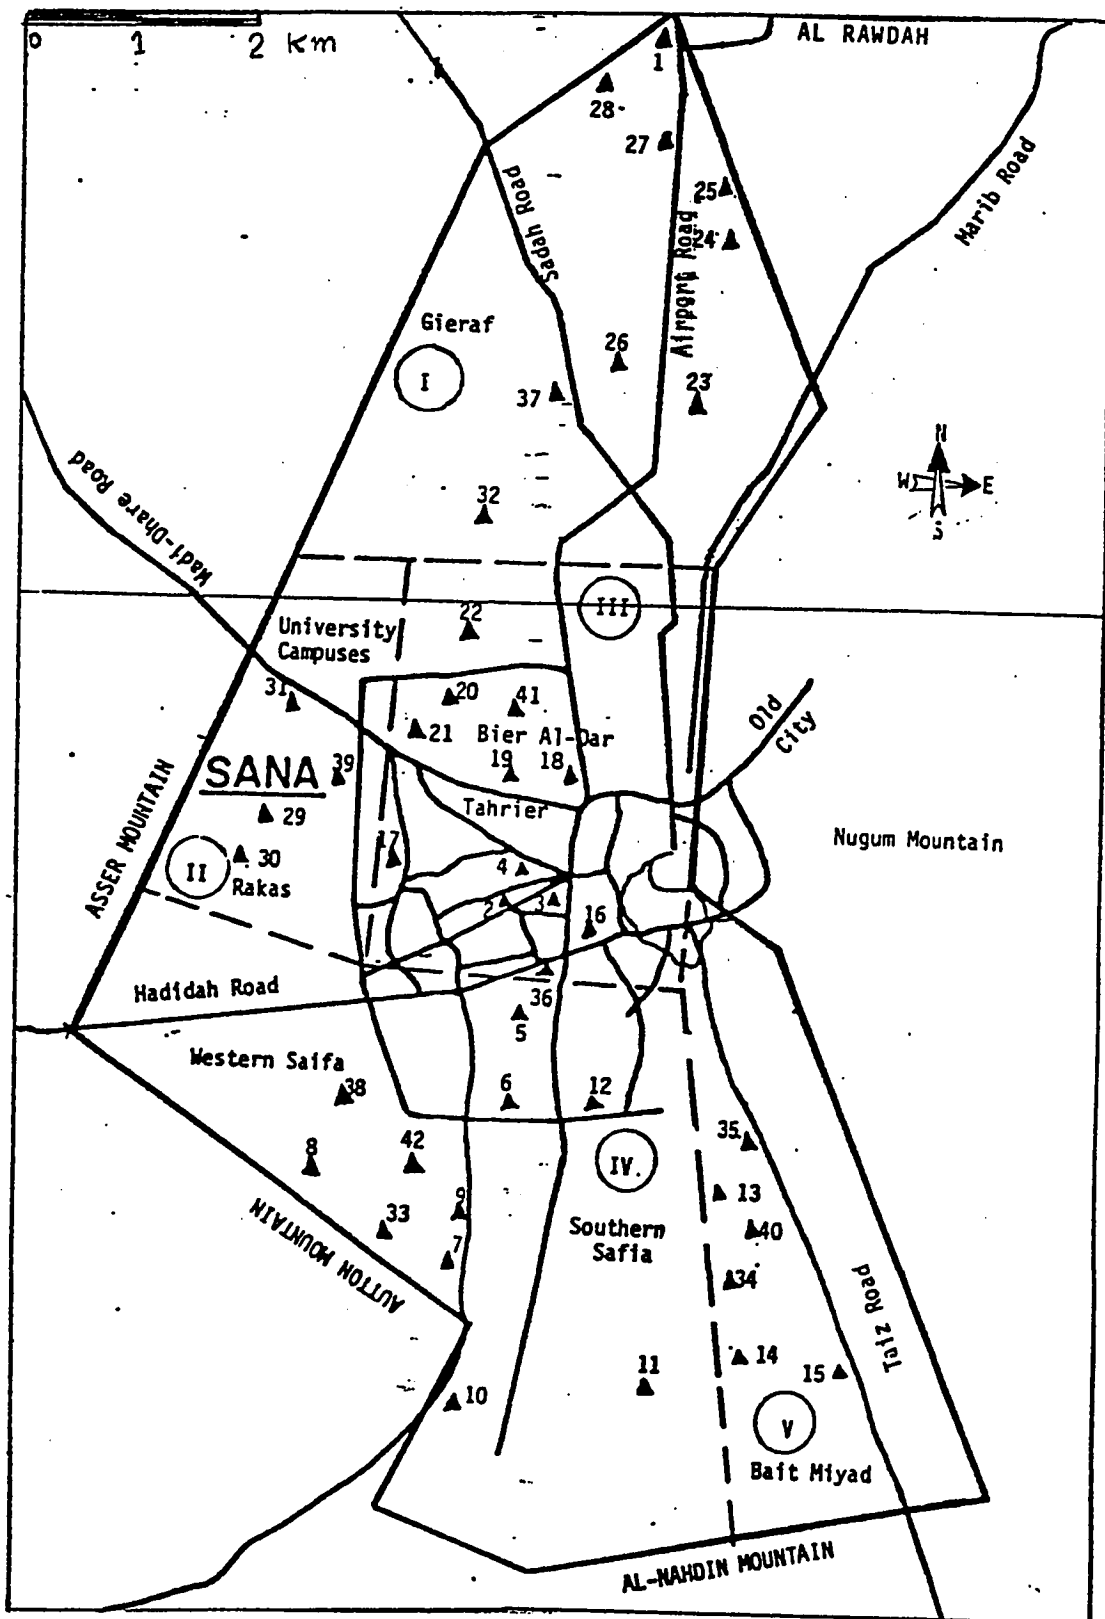 0 1 2 Km
AL RAWDAH
1
28
27
Marib Road
Sadah Road
25
24
Airport Road
Gieraf
I
26
37
23
N
W E
S
Wadi-Dhare Road
32
III
22
University
Campuses
31
20
41
21
Bier Al-Dar
Old
City
39
19
18
SANA
Tahrier
29
17
Nugum Mountain
ASSER MOUNTAIN
30
II
Rakas
4
2
3
16
Hadidah Road
36
5
Western Saifa
38
6
12
8
42
35
IV.
13
9
33
Southern
Safia
40
7
AUTTON MOUNTAIN
34
Taiz Road
11
14
15
10
V
Bait Miyad
AL-NAHDIN MOUNTAIN